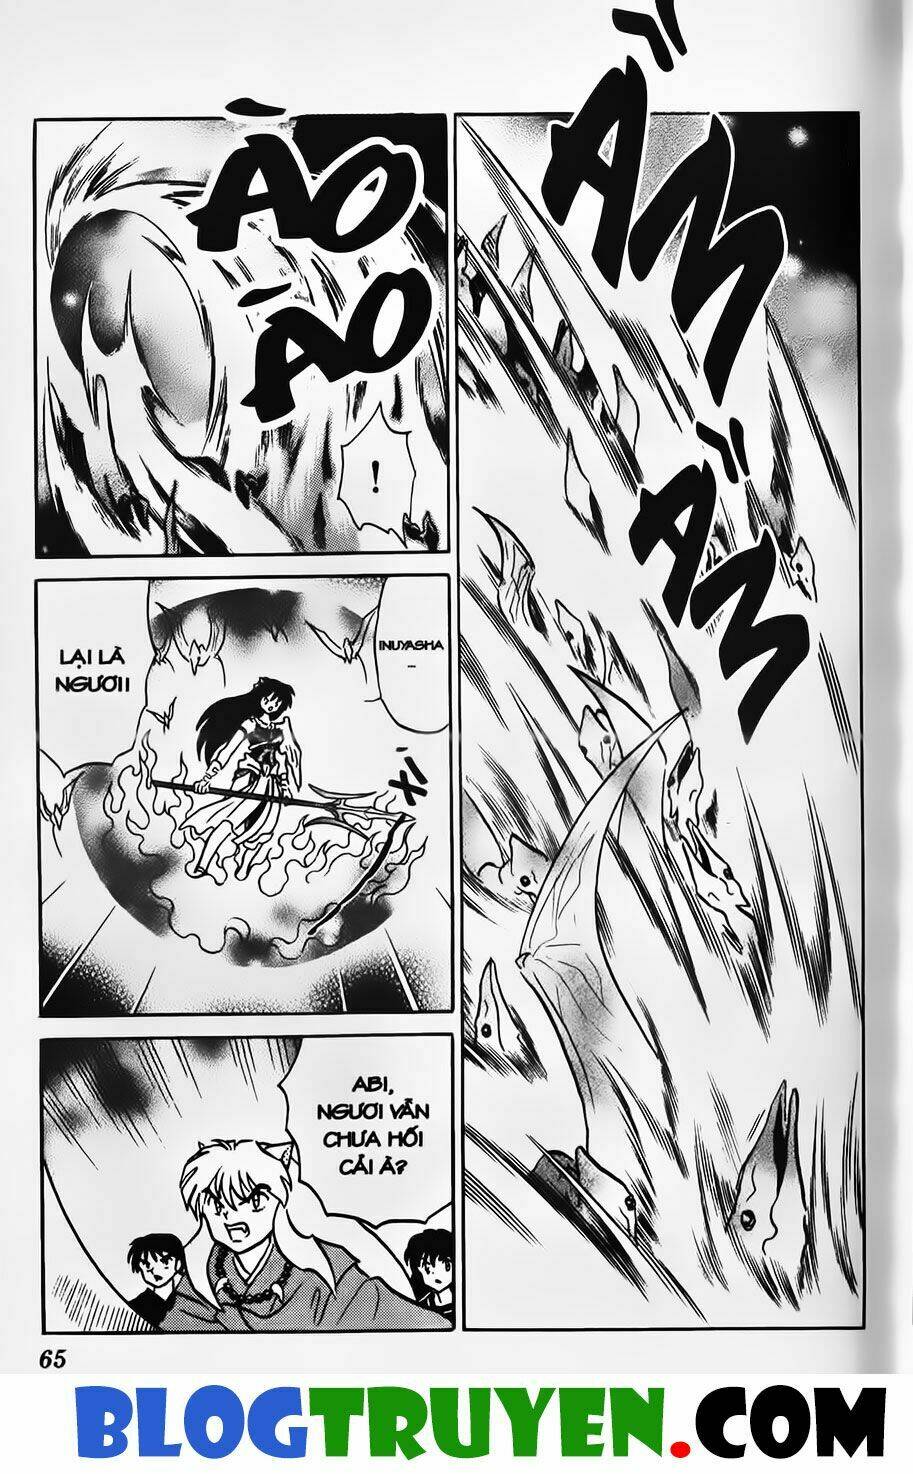 ẦM
ẦM
ÀO
ÀO
!
INUYASHA
...
LẠI LÀ
NGƯƠI!
XÌ
ABI,
NGƯƠI VẪN
CHƯA HỐI
CẢI À?
65
BLOGTRUYEN.COM